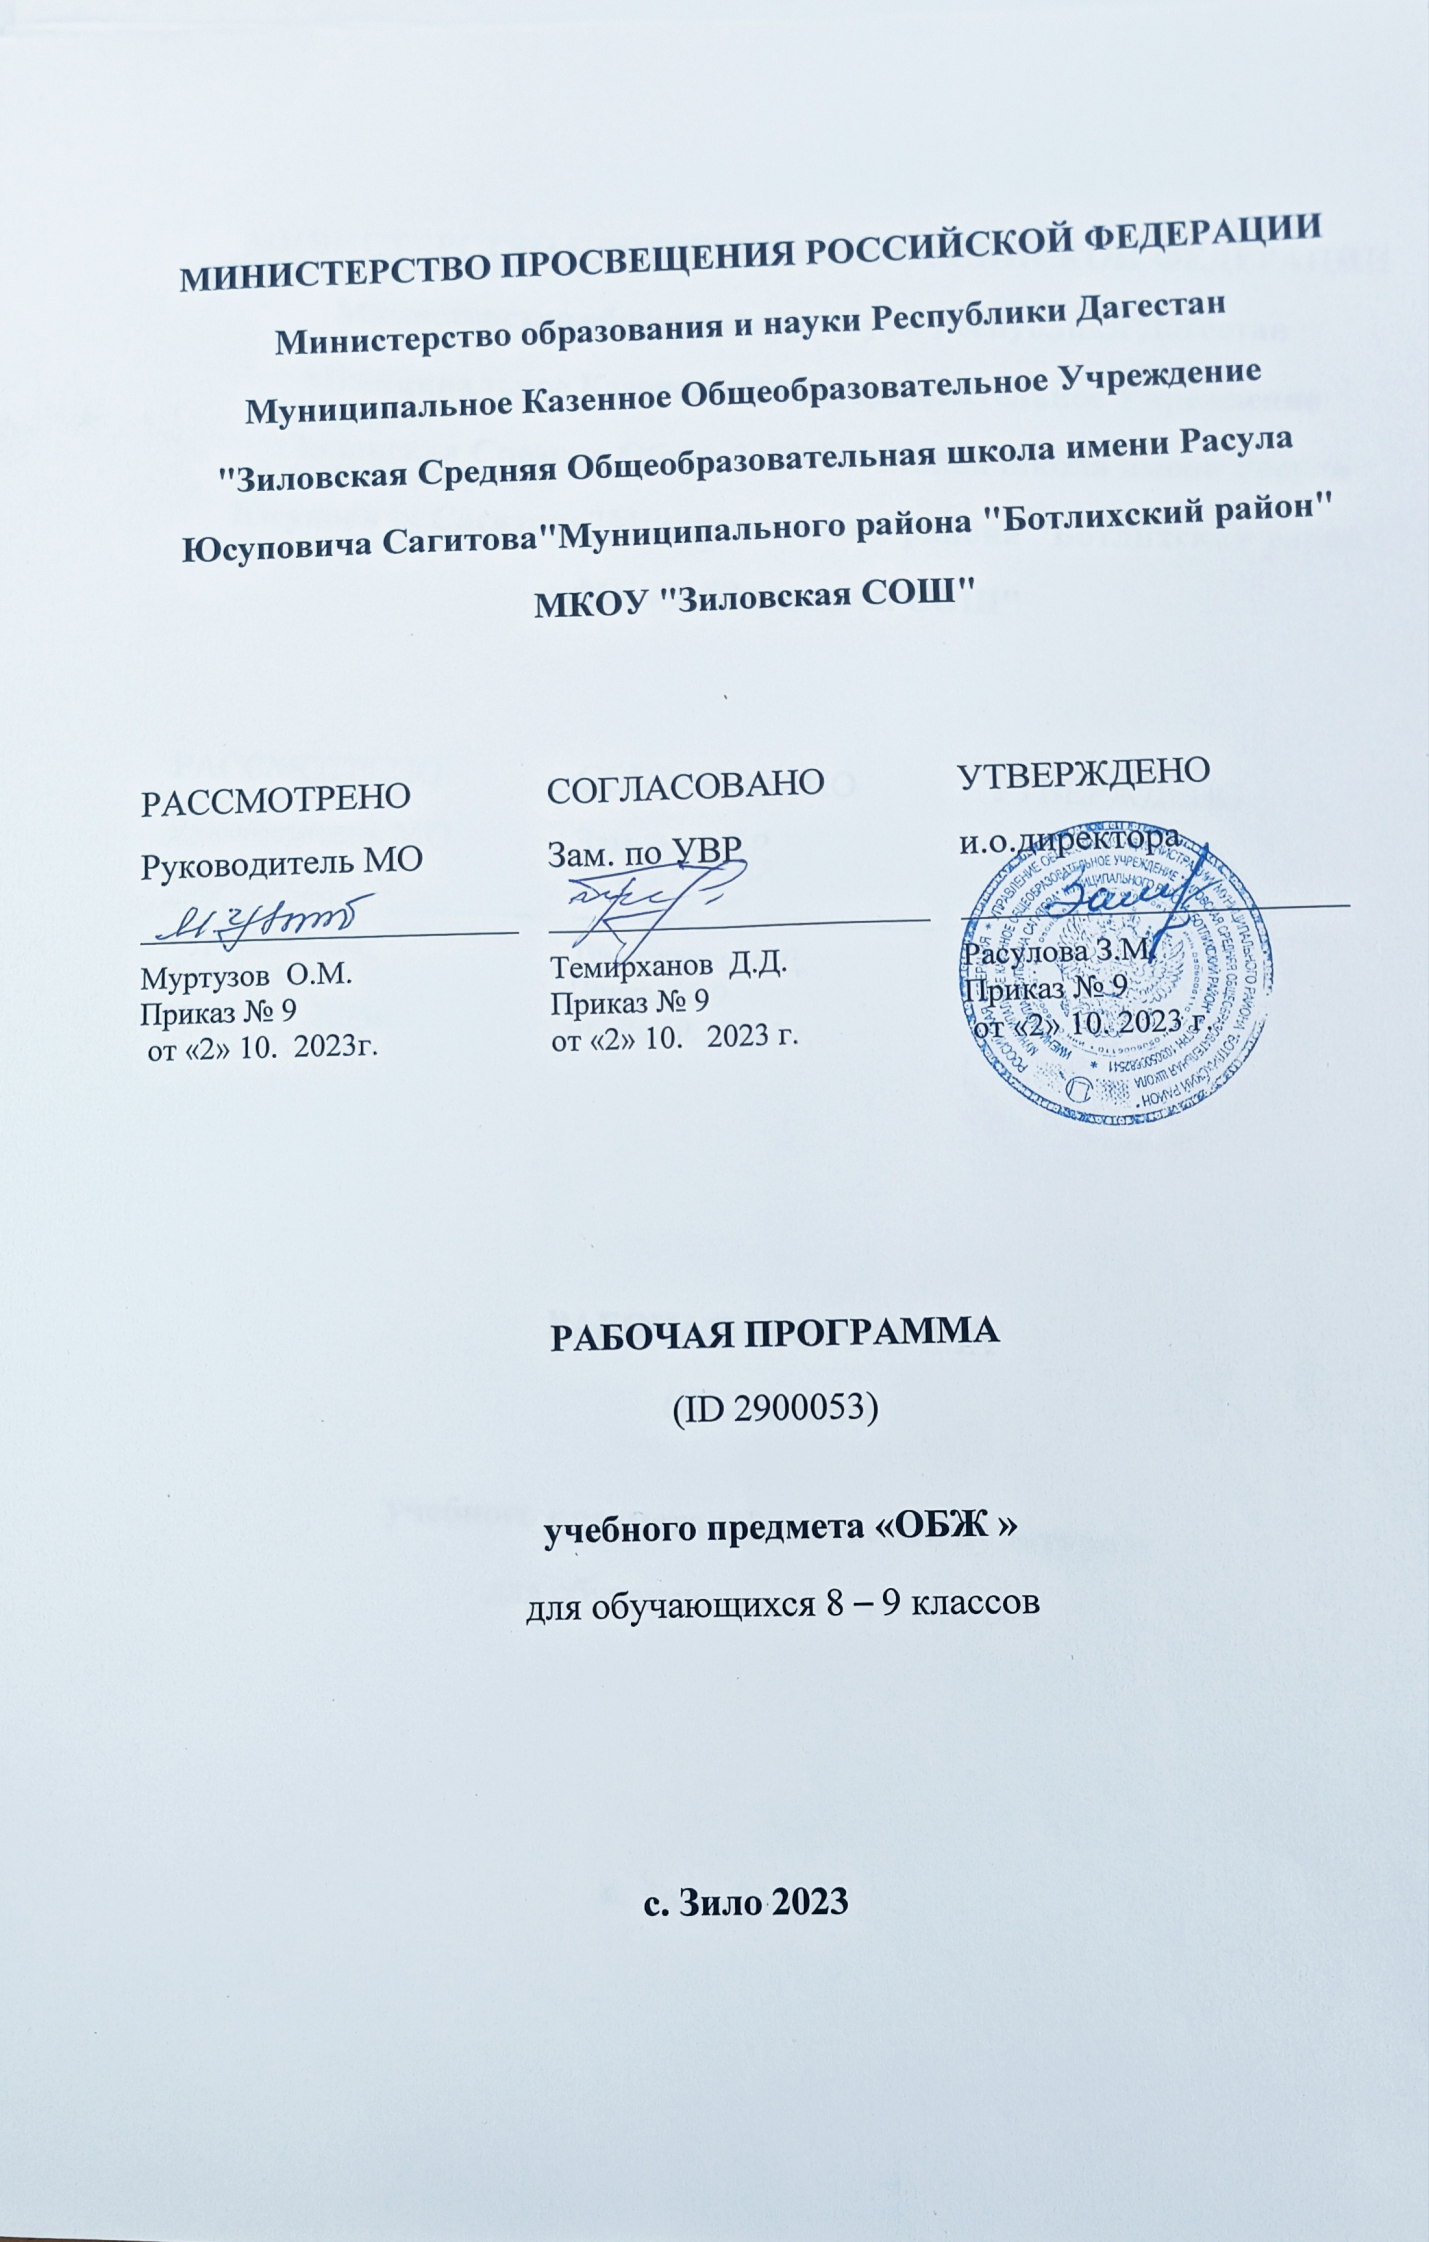 МИНИСТЕРСТВО ПРОСВЕЩЕНИЯ РОССИЙСКОЙ ФЕДЕРАЦИИ
Министерство образования и науки Республики Дагестан
Муниципальное Казенное Общеобразовательное Учреждение
"Зиловская Средняя Общеобразовательная школа имени Расула
Юсуповича Сагитова"Муниципального района "Ботлихский район"
МКОУ "Зиловская СОШ"
РАССМОТРЕНО
Руководитель МО
Муртузов О.М.
Приказ № 9
от «2» 10. 2023г.
СОГЛАСОВАНО
Зам. по УВР
Темирханов Д.Д.
Приказ № 9
от «2» 10. 2023 г.
УТВЕРЖДЕНО
и.о.директора
Расулова З.М.
Приказ № 9
от «2» 10. 2023 г.
РАБОЧАЯ ПРОГРАММА
(ID 2900053)
учебного предмета «ОБЖ »
для обучающихся 8 – 9 классов
с. Зило 2023